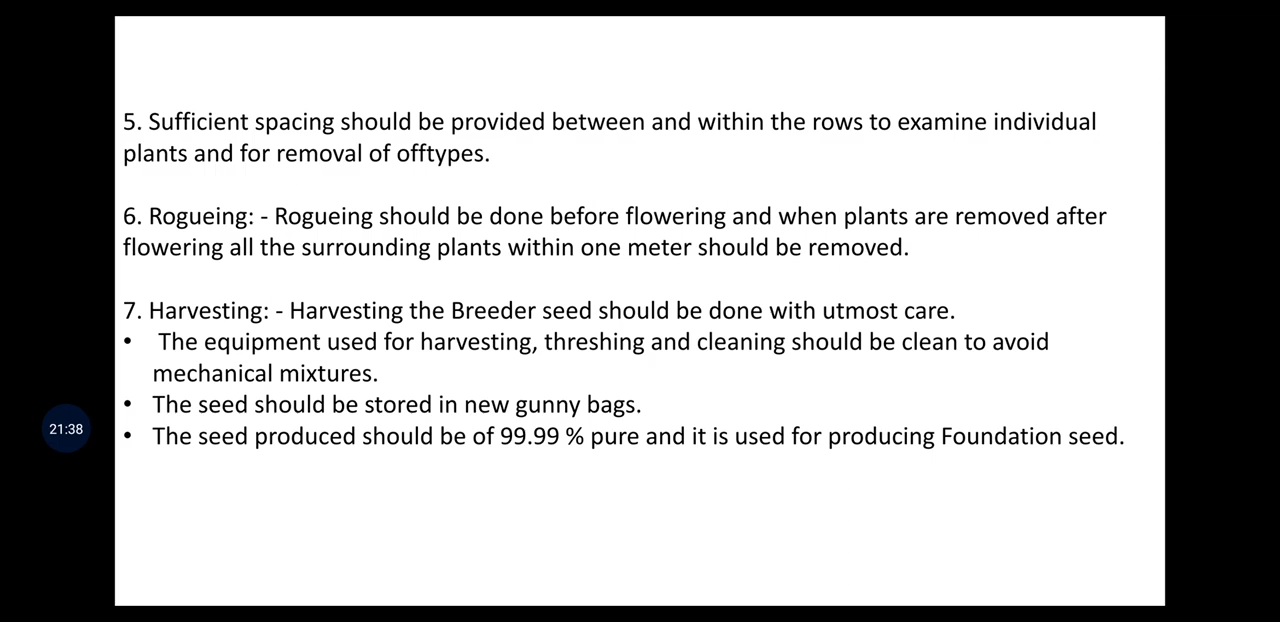 5. Sufficient spacing should be provided between and within the rows to examine individual
plants and for removal of offtypes.
6. Rogueing: - Rogueing should be done before flowering and when plants are removed after
flowering all the surrounding plants within one meter should be removed.
7. Harvesting: - Harvesting the Breeder seed should be done with utmost care.
• The equipment used for harvesting, threshing and cleaning should be clean to avoid
mechanical mixtures.
• The seed should be stored in new gunny bags.
21:38
• The seed produced should be of 99.99 % pure and it is used for producing Foundation seed.